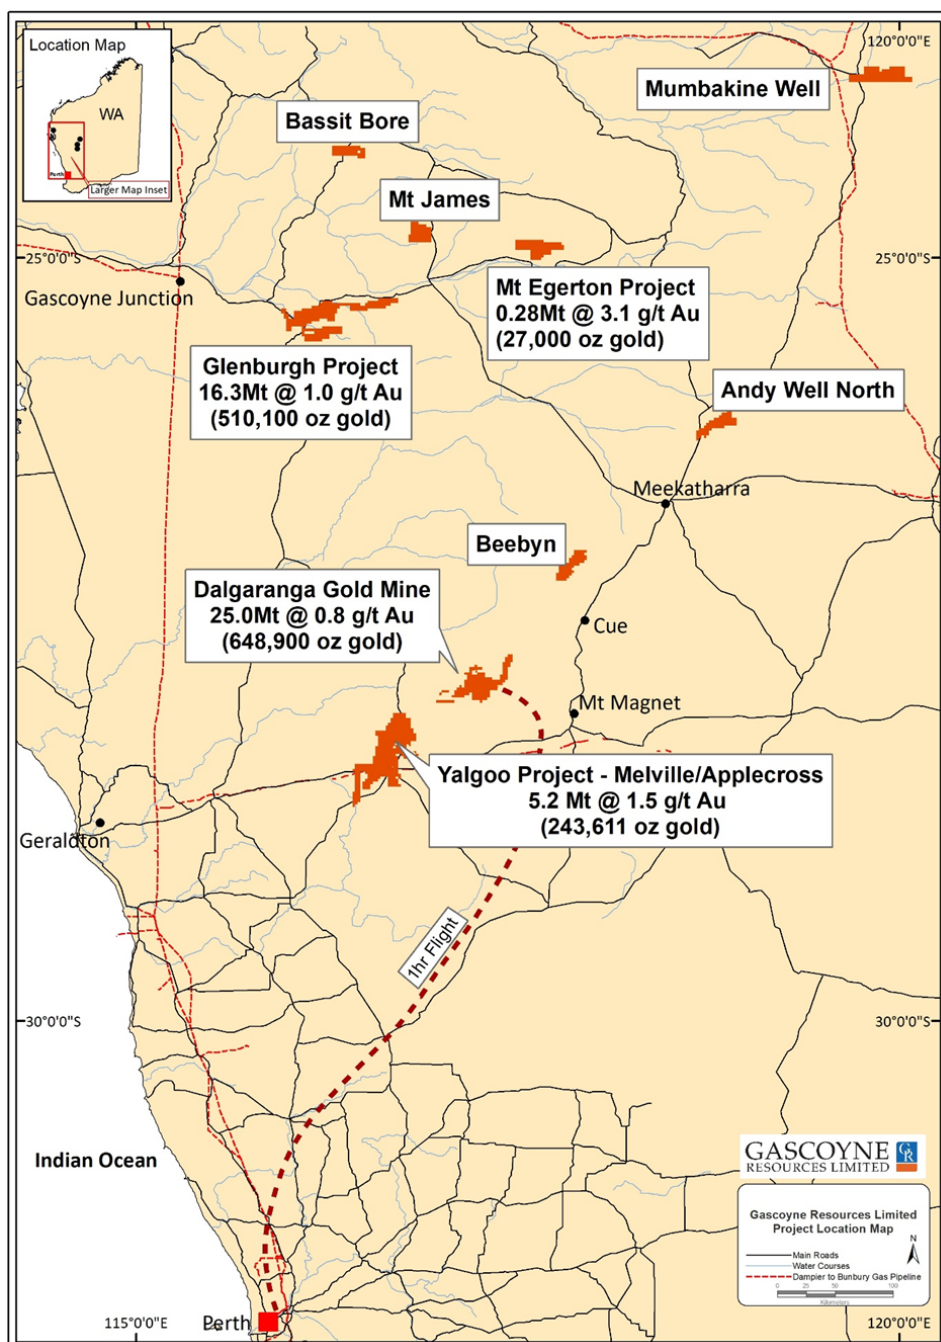 Location Map
WA
Perth
Larger Map Inset
120°0'0"E
Mumbakine Well
Bassit Bore
Mt James
25°0'0"S
25°0'0"S
Gascoyne Junction
Mt Egerton Project
0.28Mt @ 3.1 g/t Au
(27,000 oz gold)
Glenburgh Project
16.3Mt @ 1.0 g/t Au
(510,100 oz gold)
Andy Well North
Meekatharra
Beebyn
Dalgaranga Gold Mine
25.0Mt @ 0.8 g/t Au
(648,900 oz gold)
Cue
Mt Magnet
Yalgoo Project - Melville/Applecross
5.2 Mt @ 1.5 g/t Au
(243,611 oz gold)
Geraldton
1hr Flight
30°0'0"S
30°0'0"S
Indian Ocean
GASCOYNE
RESOURCES LIMITED
GR
Gascoyne Resources Limited
Project Location Map
N
Main Roads
Water Courses
Dampier to Bunbury Gas Pipeline
0 25 50 100
Kilometers
Perth
115°0'0"E
120°0'0"E